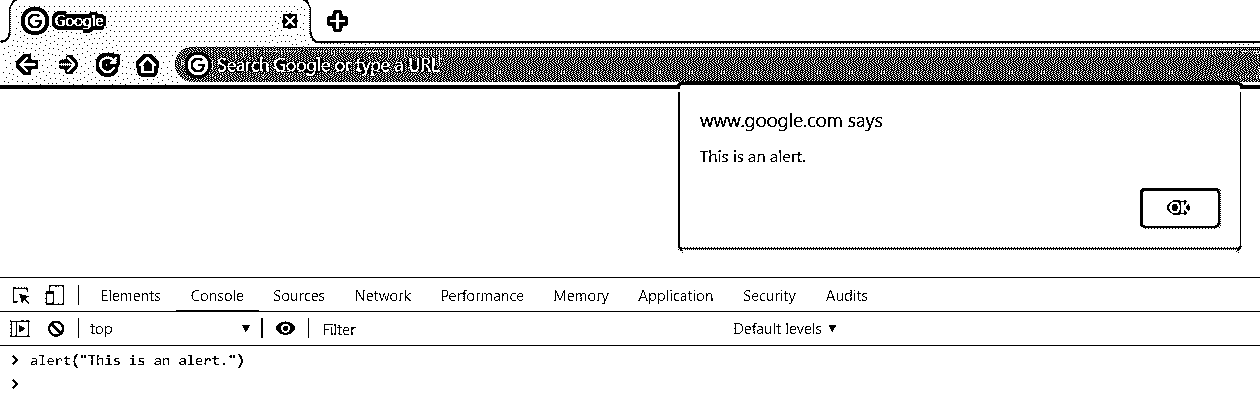 Google
Search Google or type a URL
www.google.com says
This is an alert.
OK
Elements Console Sources Network Performance Memory Application Security Audits
top Filter Default levels
alert("This is an alert.")